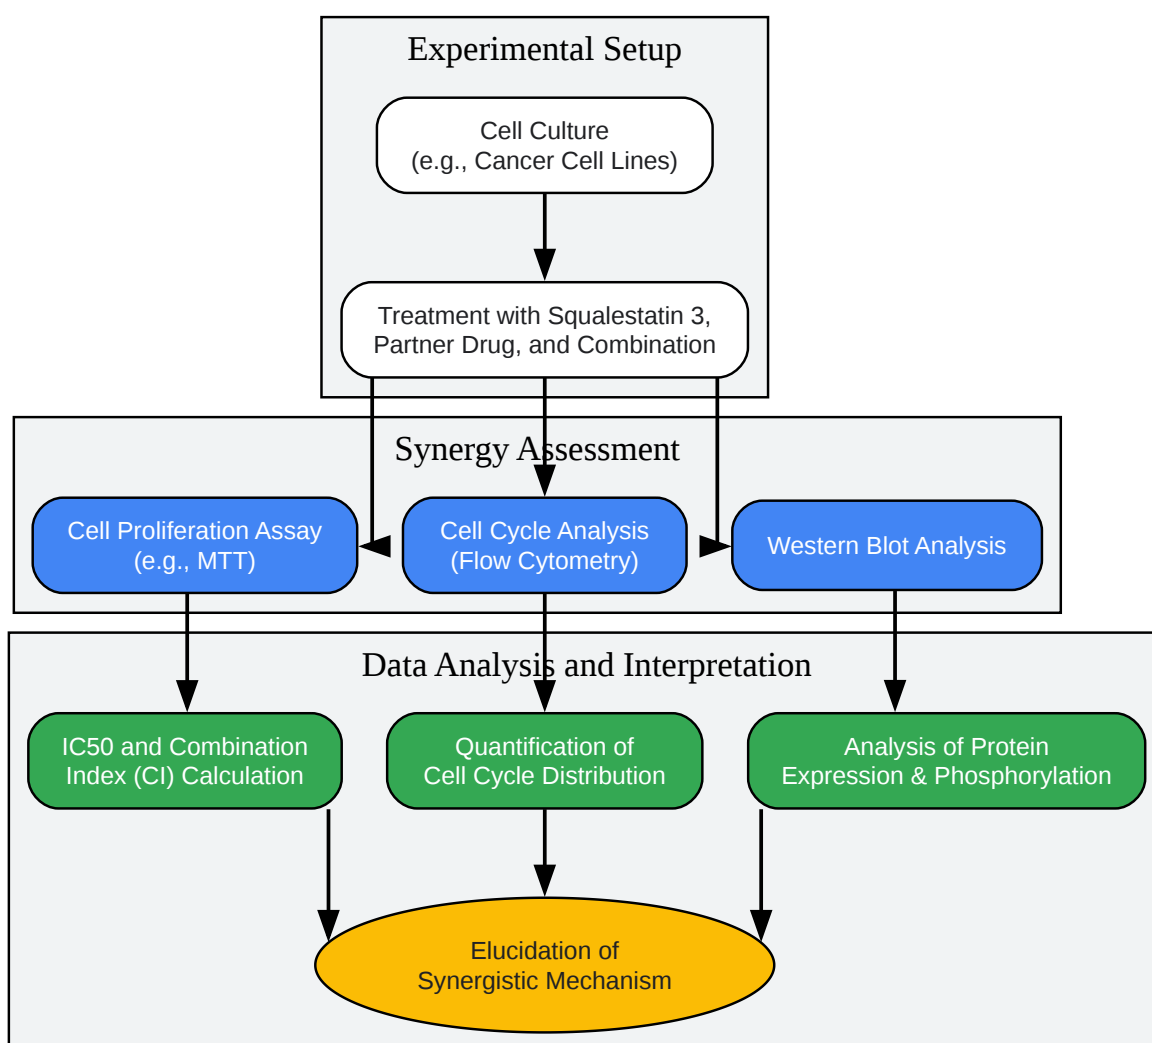 Experimental Setup
Cell Culture
(e.g., Cancer Cell Lines)
Treatment with Squalestatin 3,
Partner Drug, and Combination
Synergy Assessment
Cell Proliferation Assay
(e.g., MTT)
Cell Cycle Analysis
(Flow Cytometry)
Western Blot Analysis
Data Analysis and Interpretation
IC50 and Combination
Index (CI) Calculation
Quantification of
Cell Cycle Distribution
Analysis of Protein
Expression & Phosphorylation
Elucidation of
Synergistic Mechanism